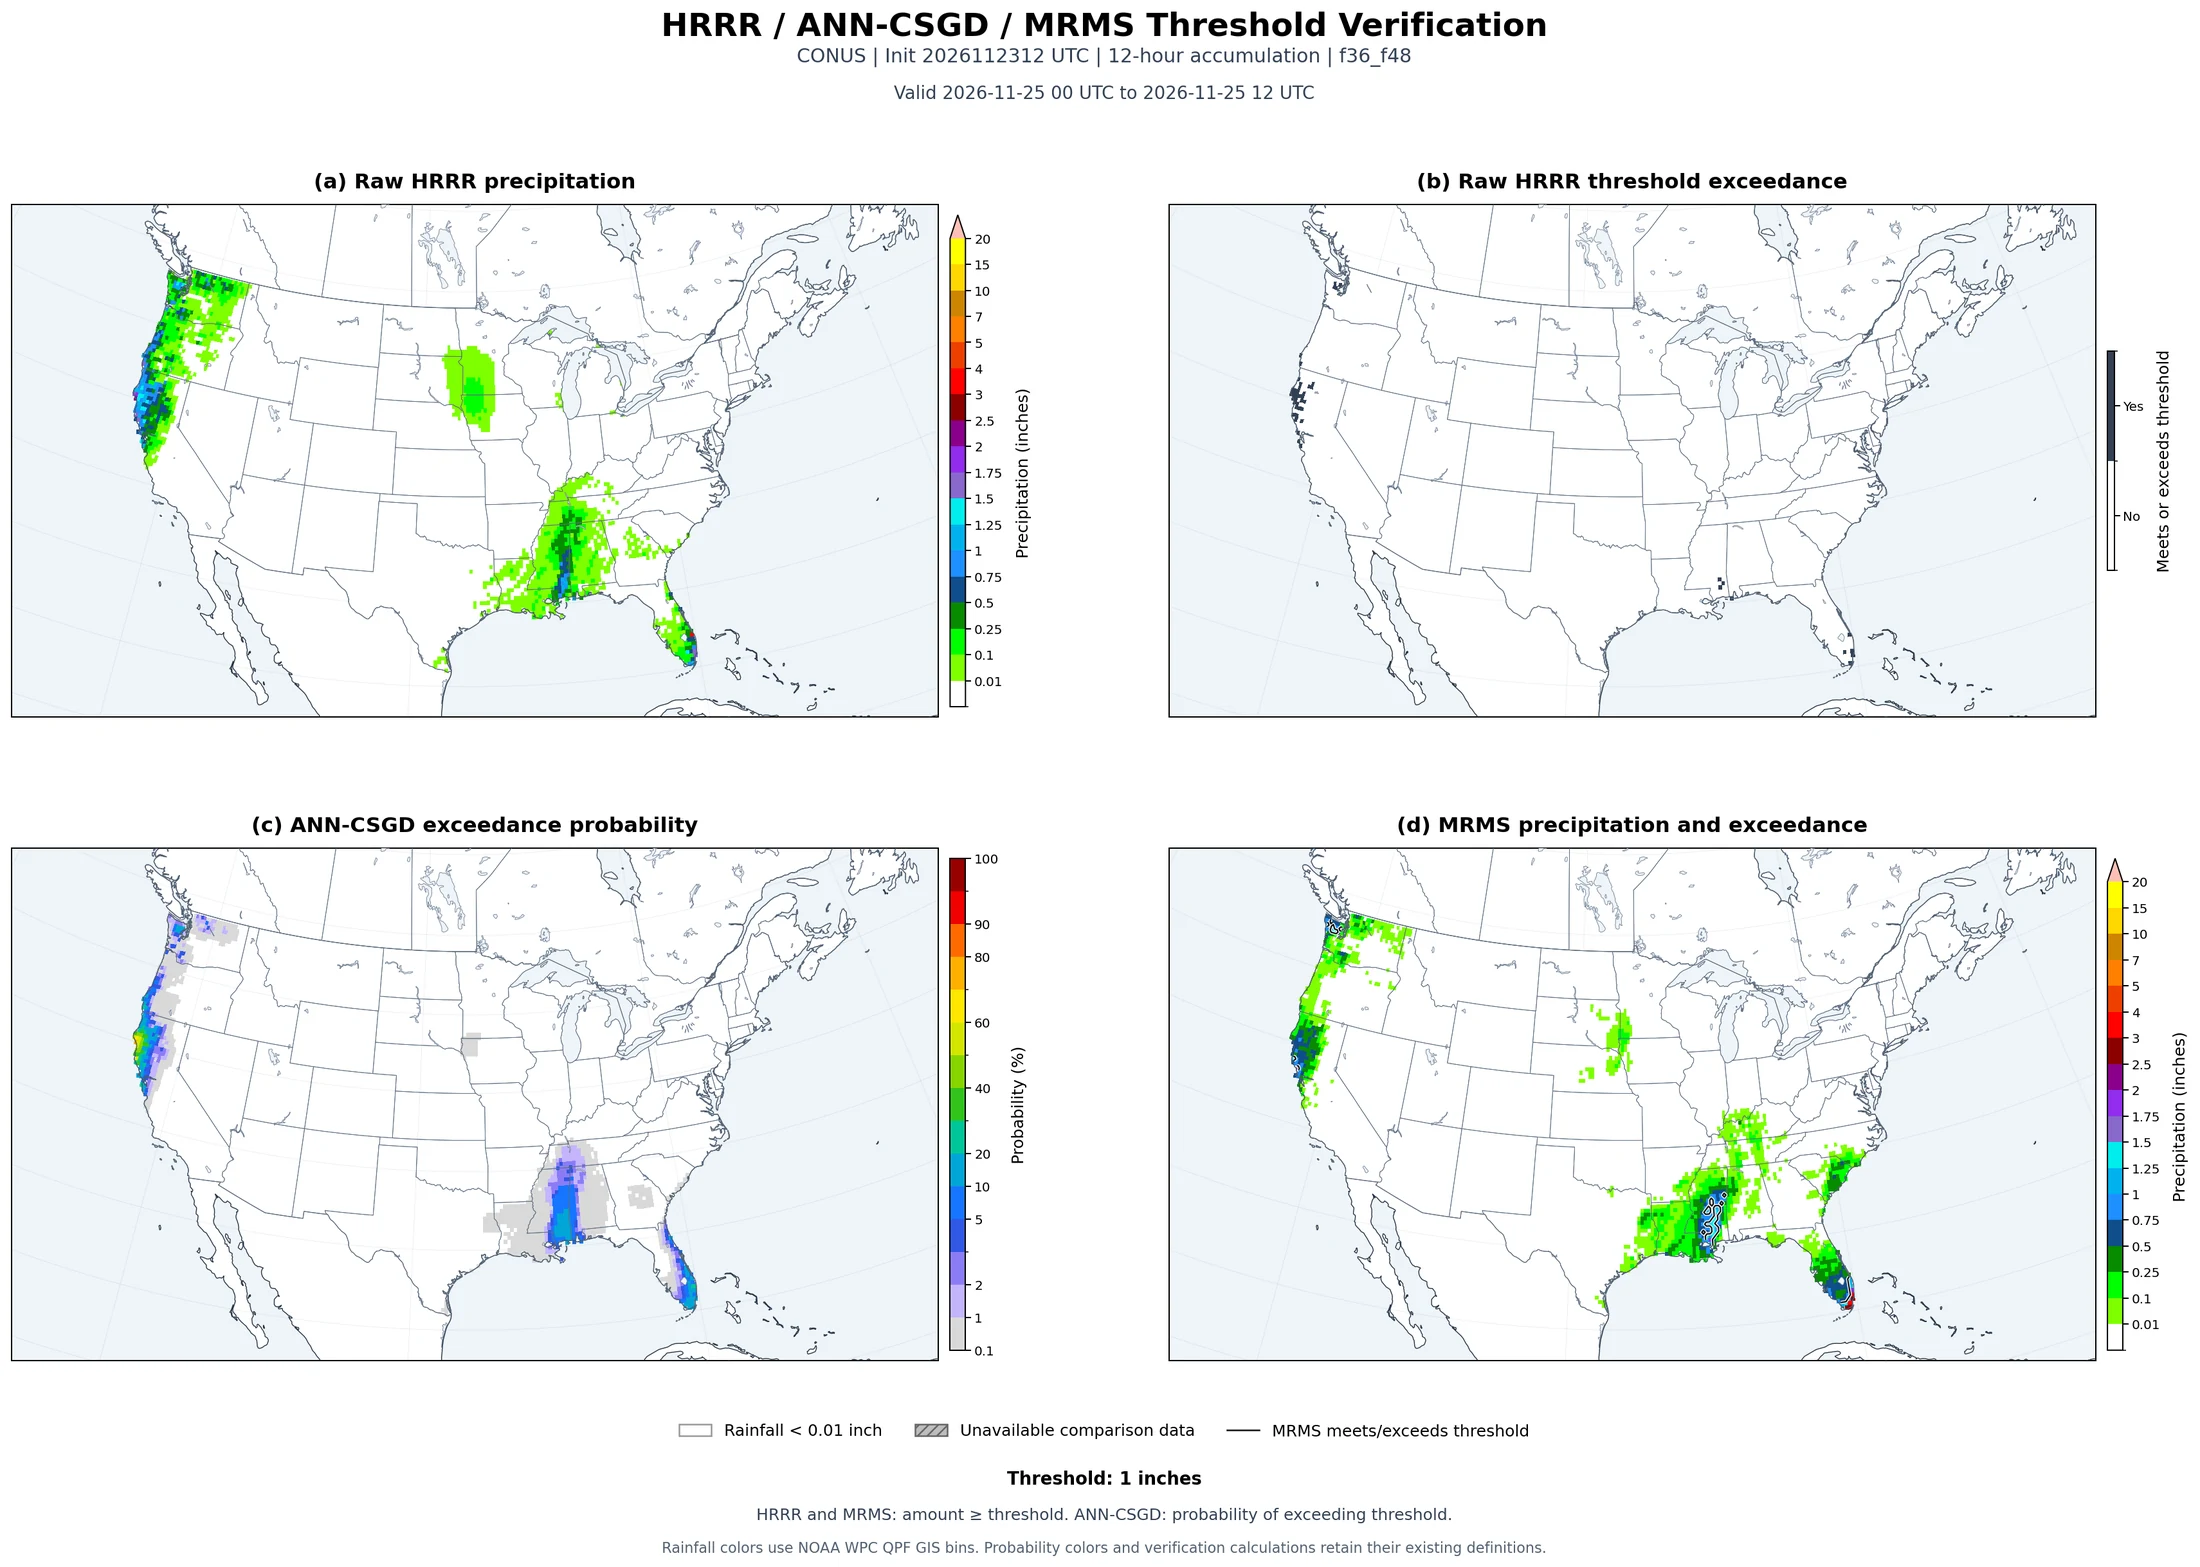 HRRR / ANN-CSGD / MRMS Threshold Verification
CONUS | Init 2026112312 UTC | 12-hour accumulation | f36_f48
Valid 2026-11-25 00 UTC to 2026-11-25 12 UTC
(a) Raw HRRR precipitation
20
15
10
7
5
4
3
2.5
2
1.75
1.5
1.25
1
0.75
0.5
0.25
0.1
0.01
Precipitation (inches)
(b) Raw HRRR threshold exceedance
Yes
No
Meets or exceeds threshold
(c) ANN-CSGD exceedance probability
100
90
80
60
40
20
10
5
2
1
0.1
Probability (%)
(d) MRMS precipitation and exceedance
20
15
10
7
5
4
3
2.5
2
1.75
1.5
1.25
1
0.75
0.5
0.25
0.1
0.01
Precipitation (inches)
Rainfall < 0.01 inch
Unavailable comparison data
MRMS meets/exceeds threshold
Threshold: 1 inches
HRRR and MRMS: amount ≥ threshold. ANN-CSGD: probability of exceeding threshold.
Rainfall colors use NOAA WPC QPF GIS bins. Probability colors and verification calculations retain their existing definitions.